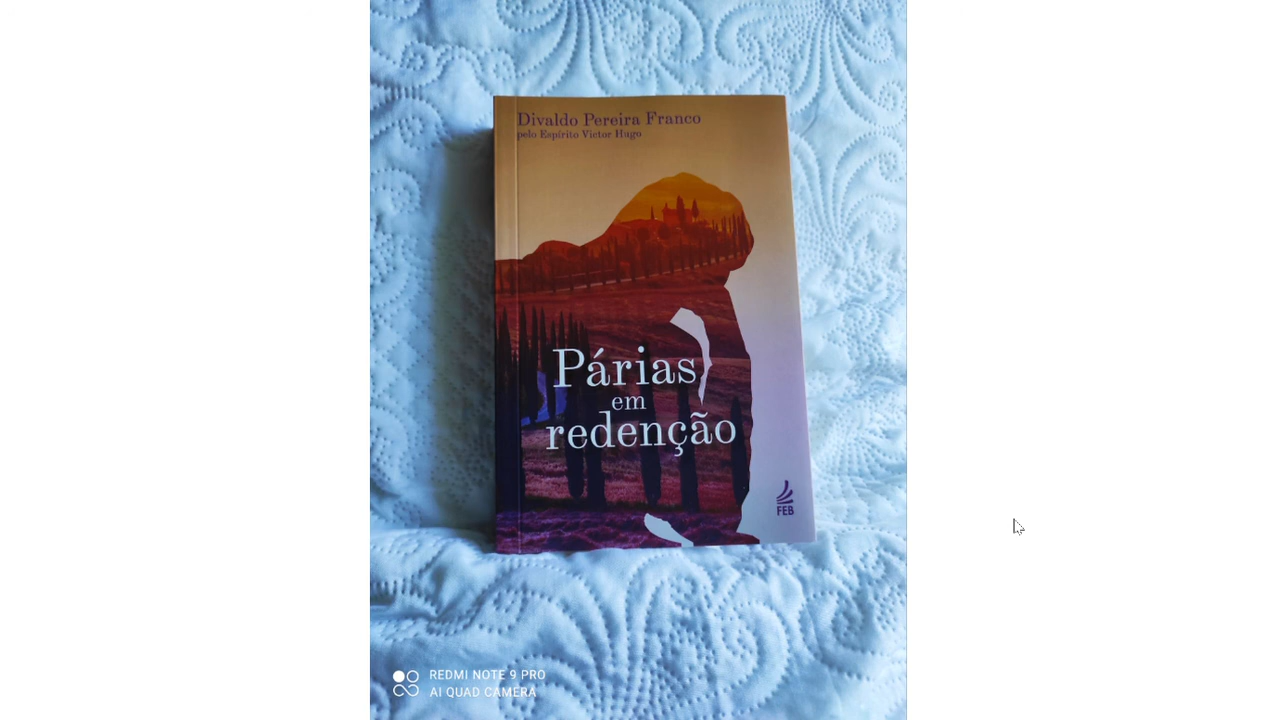 Divaldo Pereira Franco
pelo Espírito Victor Hugo
Párias
em
redenção
FEB
REDMI NOTE 9 PRO
AI QUAD CAMERA